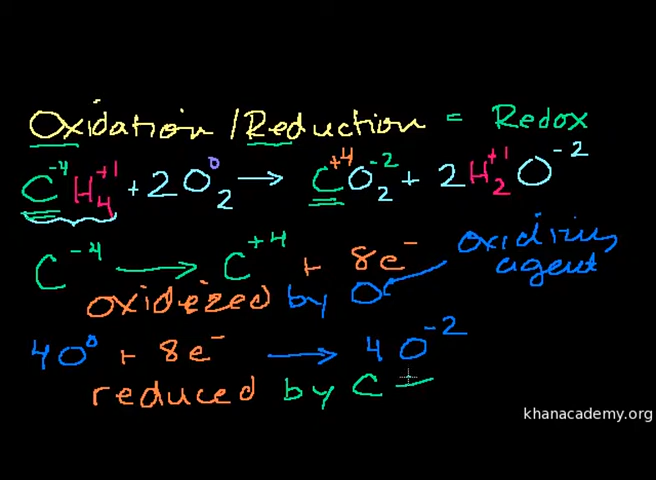 Oxidation / Reduction = Redox
C⁻⁴H₄⁺¹ + 2O₂⁰ → C⁺⁴O₂⁻² + 2H₂⁺¹O⁻²
C⁻⁴ → C⁺⁴ + 8e⁻
oxidizing agent
oxidized by O
4O⁰ + 8e⁻ → 4O⁻²
reduced by C
khanacademy.org